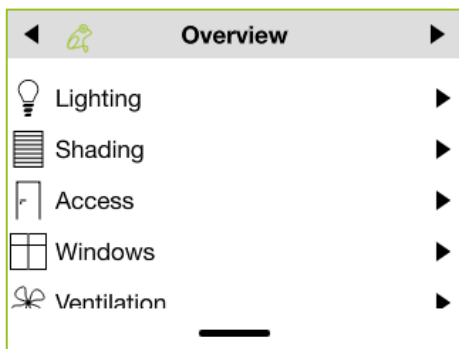 Overview
Lighting
Shading
Access
Windows
Ventilation